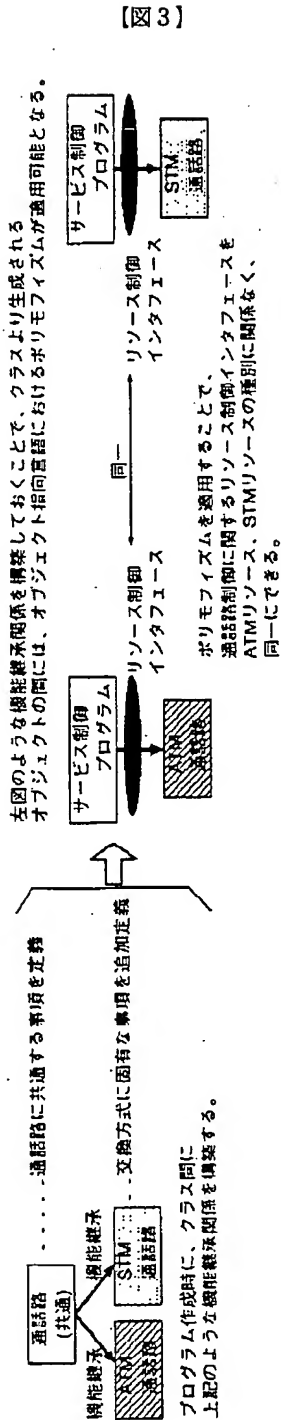 【図3】
通話路
(共通)
・・・・・通話路に共通する事項を定義
機能継承
機能継承
ATM
通話路
STM
通話路
・・交換方式に固有な事項を追加定義
プログラム作成時に、クラス間に
上記のような機能継承関係を構築する。
左図のような機能継承関係を構築しておくことで、クラスより生成される
オブジェクトの間には、オブジェクト指向言語におけるポリモフィズムが適用可能となる。
サービス制御
プログラム
リソース制御
インタフェース
ATM
通話路
同一
サービス制御
プログラム
リソース制御
インタフェース
STM
通話路
ポリモフィズムを適用することで、
通話路制御に関するリソース制御インタフェースを
ATMリソース、STMリソースの種別に関係なく、
同一にできる。